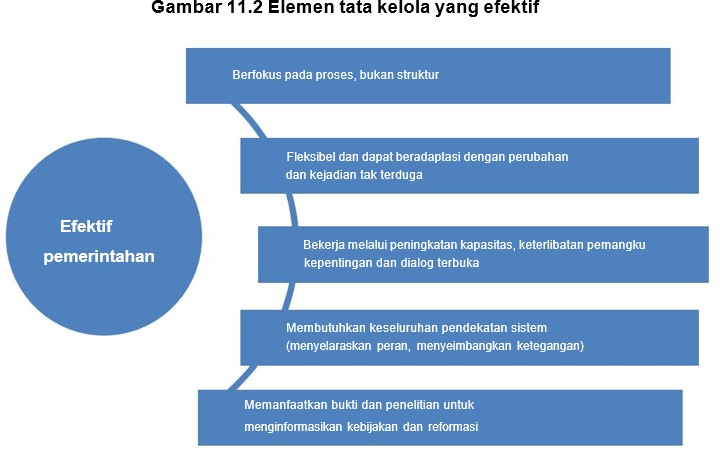 Gambar 11.2 Elemen tata kelola yang efektif
Berfokus pada proses, bukan struktur
Fleksibel dan dapat beradaptasi dengan perubahan
dan kejadian tak terduga
Efektif
pemerintahan
Bekerja melalui peningkatan kapasitas, keterlibatan pemangku
kepentingan dan dialog terbuka
Membutuhkan keseluruhan pendekatan sistem
(menyelaraskan peran, menyeimbangkan ketegangan)
Memanfaatkan bukti dan penelitian untuk
menginformasikan kebijakan dan reformasi